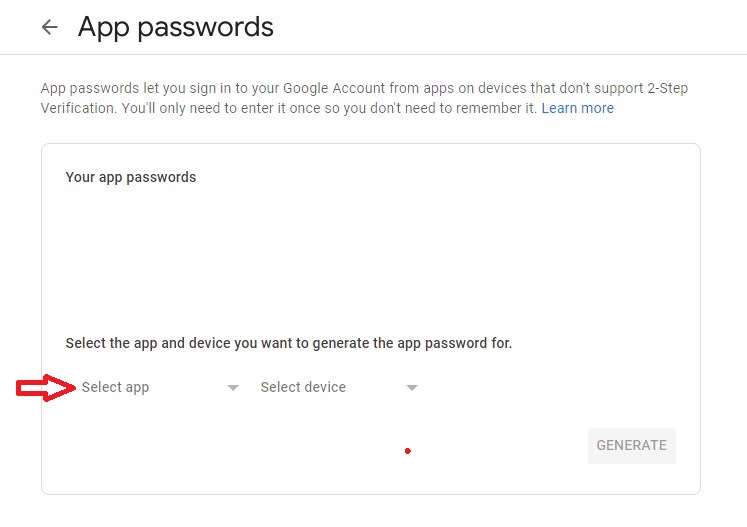 App passwords
App passwords let you sign in to your Google Account from apps on devices that don't support 2-Step
Verification. You'll only need to enter it once so you don't need to remember it. Learn more
Your app passwords
Select the app and device you want to generate the app password for.
Select app Select device
GENERATE